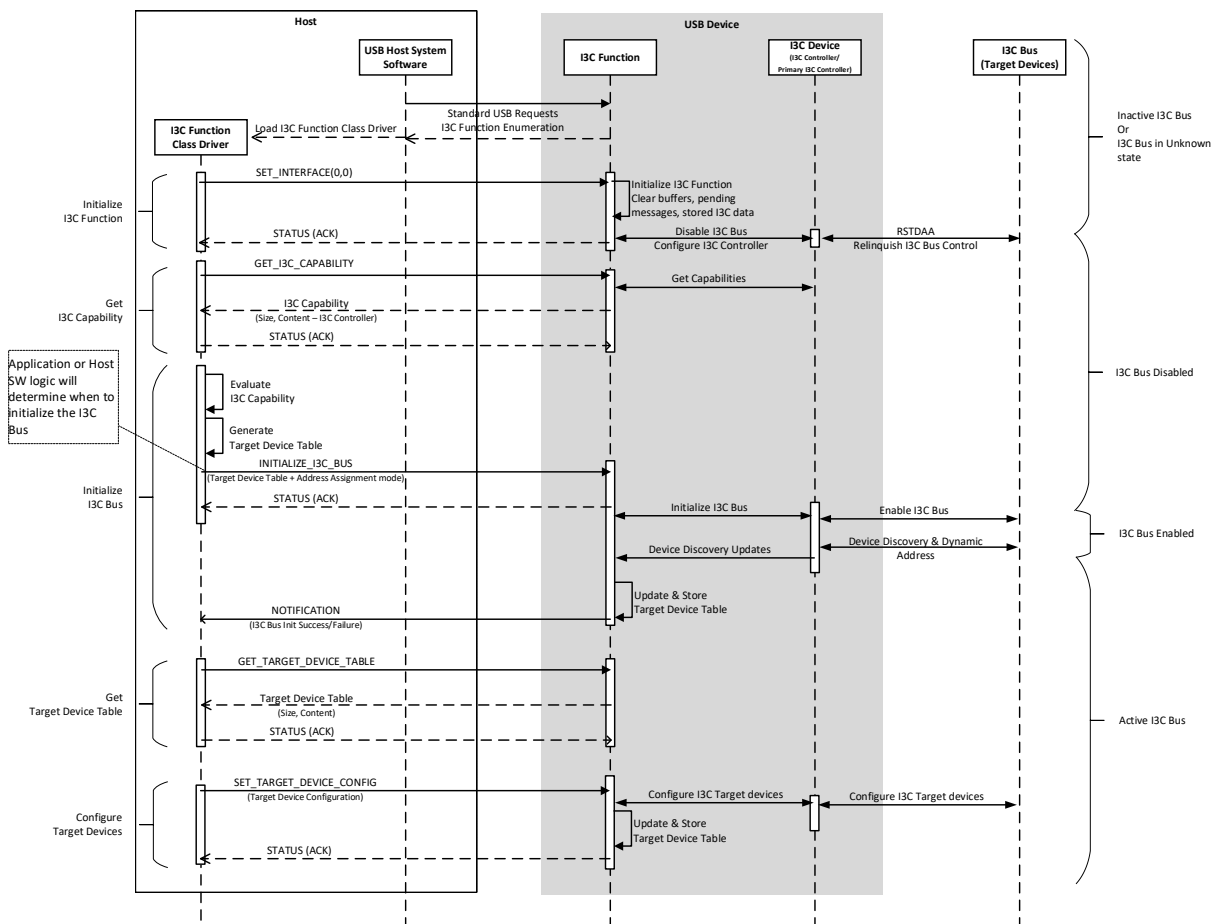 Host
USB Device
USB Host System
Software
I3C Function
I3C Device
(I3C Controller/
Primary I3C Controller)
I3C Bus
(Target Devices)
Standard USB Requests
I3C Function Enumeration
Load I3C Function Class Driver
I3C Function
Class Driver
Inactive I3C Bus
Or
I3C Bus in Unknown
state
SET_INTERFACE(0,0)
Initialize I3C Function
Clear buffers, pending
messages, stored I3C data
Initialize
I3C Function
STATUS (ACK)
Disable I3C Bus
Configure I3C Controller
RSTDAA
Relinquish I3C Bus Control
GET_I3C_CAPABILITY
Get Capabilities
Get
I3C Capability
I3C Capability
(Size, Content – I3C Controller)
STATUS (ACK)
Application or Host
SW logic will
determine when to
initialize the I3C
Bus
Evaluate
I3C Capability
Generate
Target Device Table
I3C Bus Disabled
INITIALIZE_I3C_BUS
(Target Device Table + Address Assignment mode)
Initialize
I3C Bus
STATUS (ACK)
Initialize I3C Bus
Enable I3C Bus
I3C Bus Enabled
Device Discovery Updates
Device Discovery & Dynamic
Address
Update & Store
Target Device Table
NOTIFICATION
(I3C Bus Init Success/Failure)
GET_TARGET_DEVICE_TABLE
Get
Target Device Table
Target Device Table
(Size, Content)
STATUS (ACK)
Active I3C Bus
SET_TARGET_DEVICE_CONFIG
(Target Device Configuration)
Configure I3C Target devices
Configure I3C Target devices
Configure
Target Devices
Update & Store
Target Device Table
STATUS (ACK)